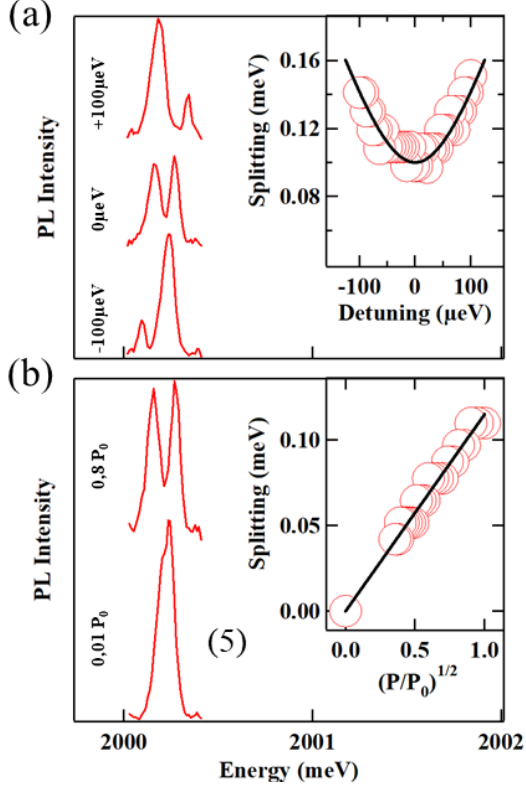 (a)
PL Intensity
+100μeV
0μeV
-100μeV
Splitting (meV)
0.16
0.12
0.08
-100 0 100
Detuning (μeV)
(b)
PL Intensity
0,8 P0
0,01 P0
(5)
Splitting (meV)
0.10
0.05
0.00
0.0 0.5 1.0
(P/P0)1/2
2000 2001 2002
Energy (meV)